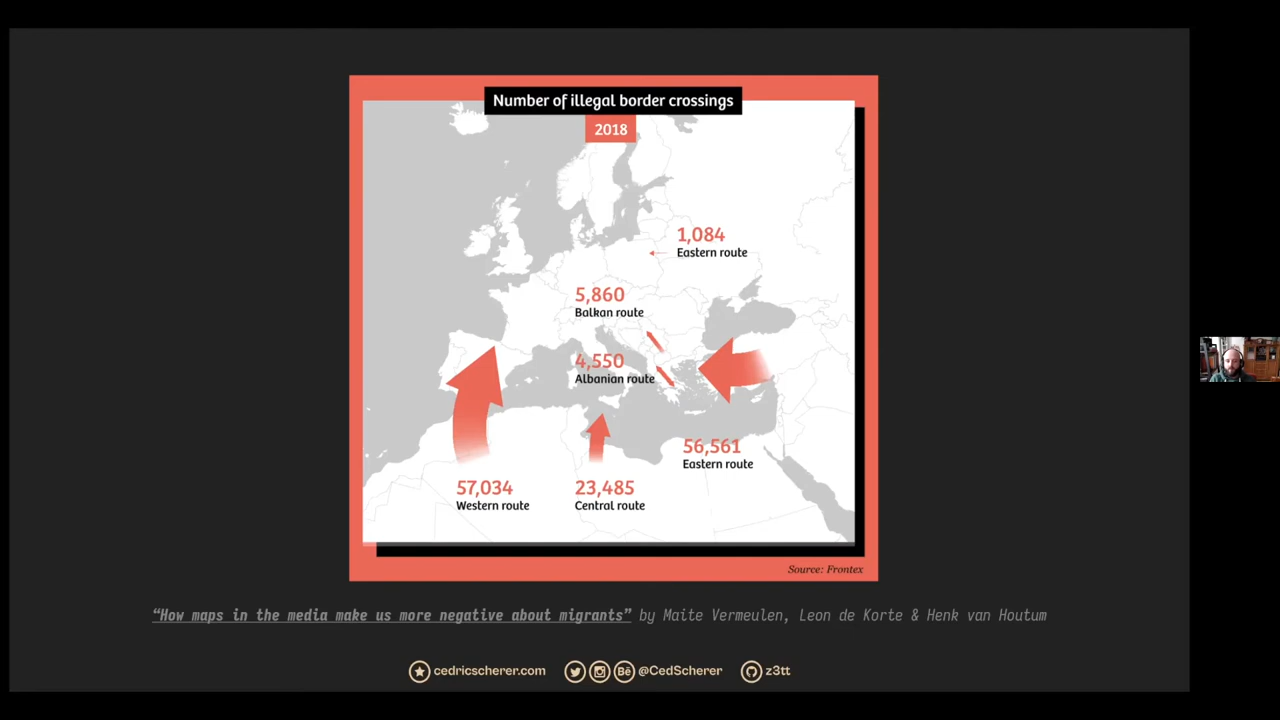 Number of illegal border crossings
2018
1,084
Eastern route
5,860
Balkan route
4,550
Albanian route
56,561
Eastern route
57,034
Western route
23,485
Central route
Source: Frontex
“How maps in the media make us more negative about migrants” by Maite Vermeulen, Leon de Korte & Henk van Houtum
cedricscherer.com Bē @CedScherer z3tt